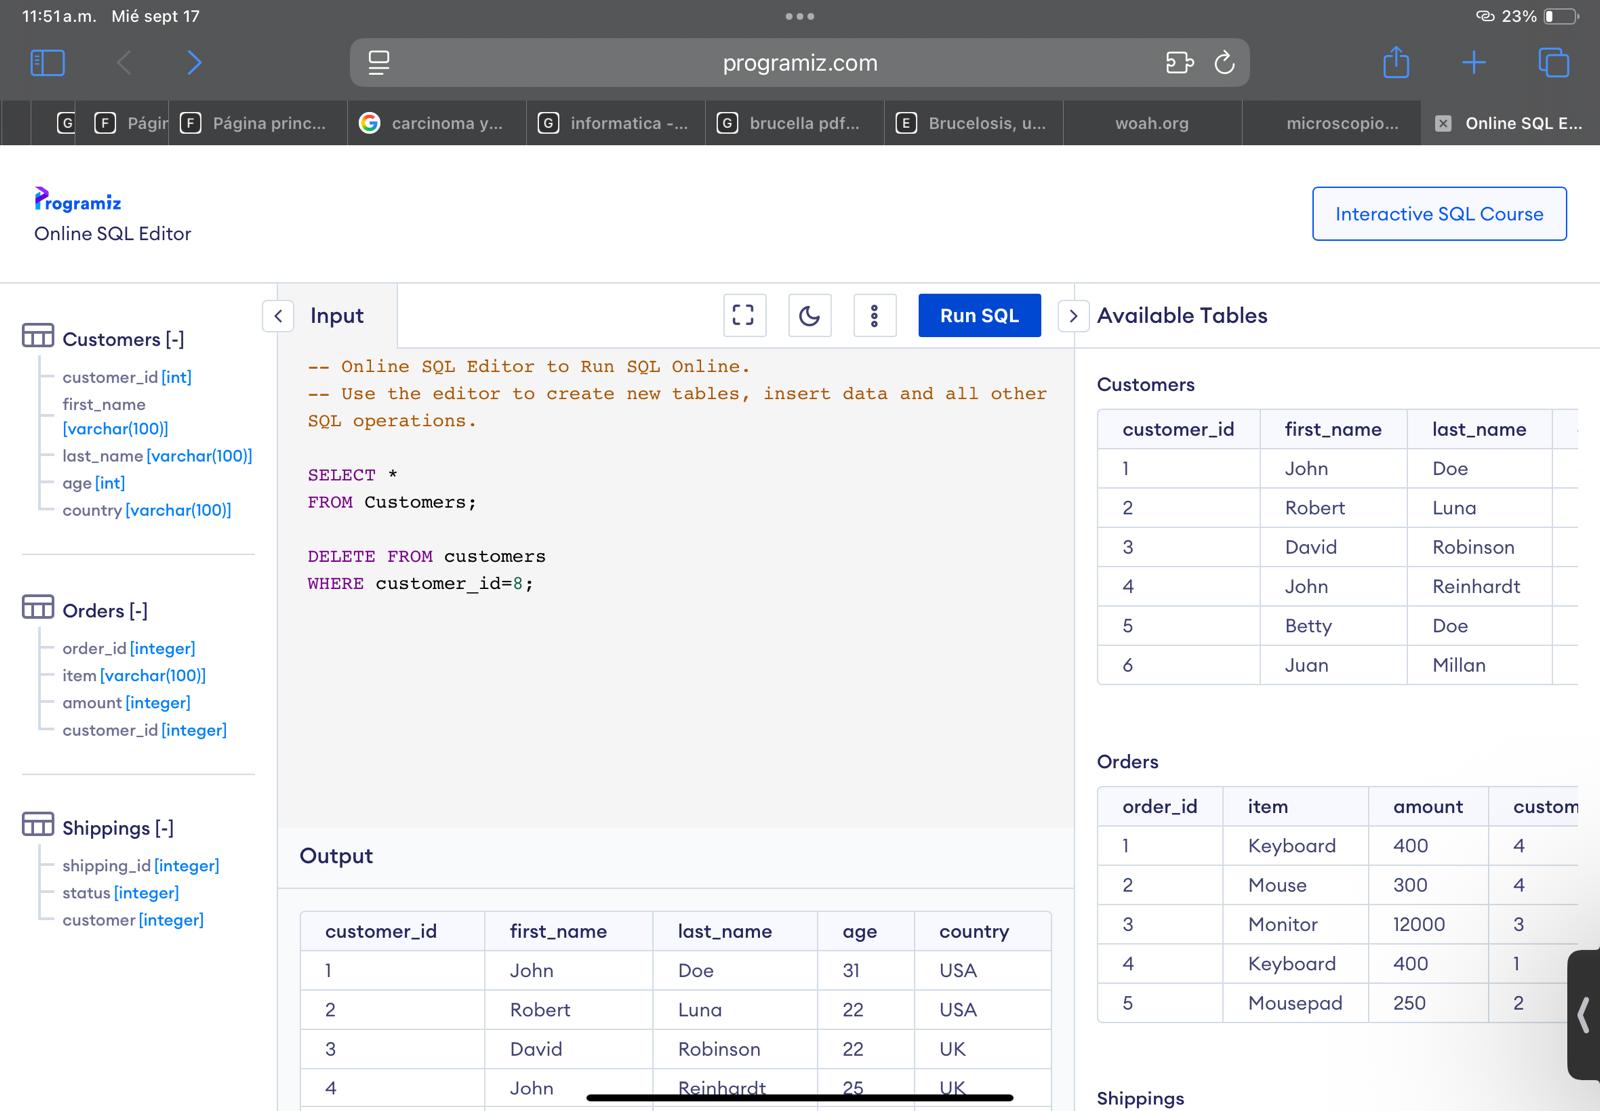 11:51 a.m. Mié sept 17
23%
programiz.com
G
F Págir
F Página princ...
carcinoma y...
G informatica -...
G brucella pdf...
E Brucelosis, u...
woah.org
microscopio...
Online SQL E...
Programiz
Online SQL Editor
Interactive SQL Course
Customers [-]
customer_id [int]
first_name
[varchar(100)]
last_name [varchar(100)]
age [int]
country [varchar(100)]
Orders [-]
order_id [integer]
item [varchar(100)]
amount [integer]
customer_id [integer]
Shippings [-]
shipping_id [integer]
status [integer]
customer [integer]
Input
Run SQL
-- Online SQL Editor to Run SQL Online.
-- Use the editor to create new tables, insert data and all other
SQL operations.
SELECT *
FROM Customers;
DELETE FROM customers
WHERE customer_id=8;
Output
customer_id first_name last_name age country
1 John Doe 31 USA
2 Robert Luna 22 USA
3 David Robinson 22 UK
4 John Reinhardt 25 UK
Available Tables
Customers
customer_id first_name last_name
1 John Doe
2 Robert Luna
3 David Robinson
4 John Reinhardt
5 Betty Doe
6 Juan Millan
Orders
order_id item amount custom
1 Keyboard 400 4
2 Mouse 300 4
3 Monitor 12000 3
4 Keyboard 400 1
5 Mousepad 250 2
Shippings